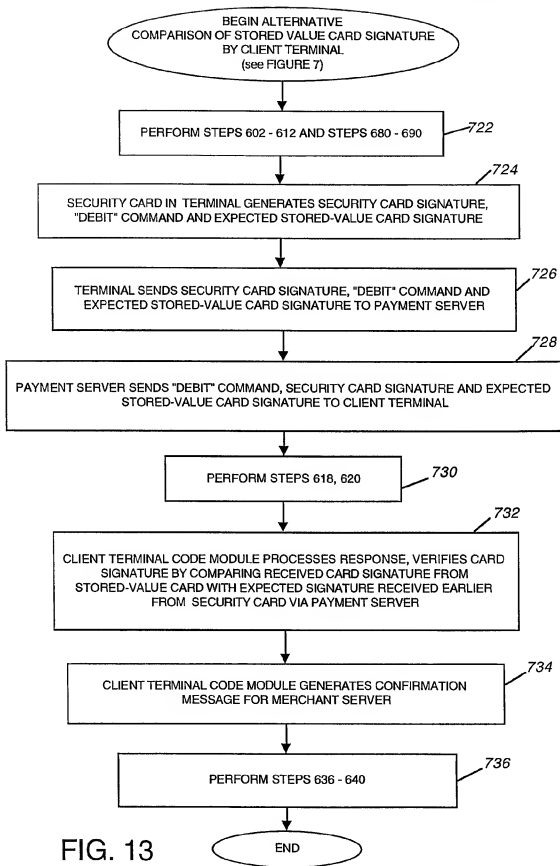 BEGIN ALTERNATIVE
COMPARISON OF STORED VALUE CARD SIGNATURE
BY CLIENT TERMINAL
(see FIGURE 7)
PERFORM STEPS 602 - 612 AND STEPS 680 - 690
722
724
SECURITY CARD IN TERMINAL GENERATES SECURITY CARD SIGNATURE,
"DEBIT" COMMAND AND EXPECTED STORED-VALUE CARD SIGNATURE
726
TERMINAL SENDS SECURITY CARD SIGNATURE, "DEBIT" COMMAND AND
EXPECTED STORED-VALUE CARD SIGNATURE TO PAYMENT SERVER
728
PAYMENT SERVER SENDS "DEBIT" COMMAND, SECURITY CARD SIGNATURE AND EXPECTED
STORED-VALUE CARD SIGNATURE TO CLIENT TERMINAL
PERFORM STEPS 618, 620
730
732
CLIENT TERMINAL CODE MODULE PROCESSES RESPONSE, VERIFIES CARD
SIGNATURE BY COMPARING RECEIVED CARD SIGNATURE FROM
STORED-VALUE CARD WITH EXPECTED SIGNATURE RECEIVED EARLIER
FROM SECURITY CARD VIA PAYMENT SERVER
734
CLIENT TERMINAL CODE MODULE GENERATES CONFIRMATION
MESSAGE FOR MERCHANT SERVER
736
PERFORM STEPS 636 - 640
FIG. 13
END